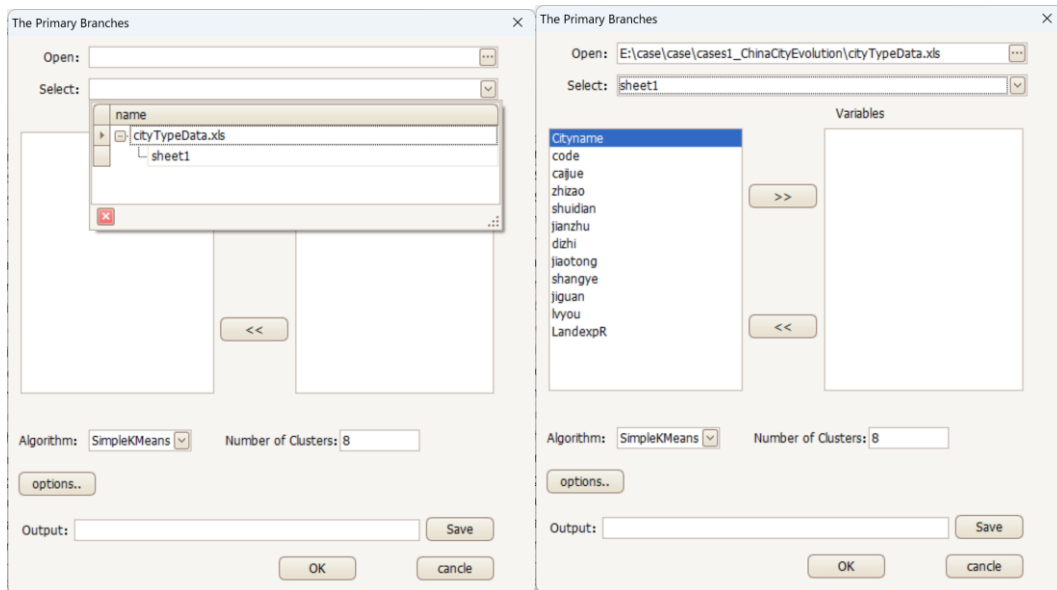 The Primary Branches
Open:
Select:
name
cityTypeData.xls
sheet1
<<
Algorithm: SimpleKMeans Number of Clusters: 8
options..
Output: Save
OK cancle
The Primary Branches
Open: E:\case\case\cases1_ChinaCityEvolution\cityTypeData.xls
Select: sheet1
Variables
Cityname
code
caijue
zhizao
shuidian
jianzhu
dizhi
jiaotong
shangye
jiguan
lvyou
LandexpR
>>
<<
Algorithm: SimpleKMeans Number of Clusters: 8
options..
Output: Save
OK cancle